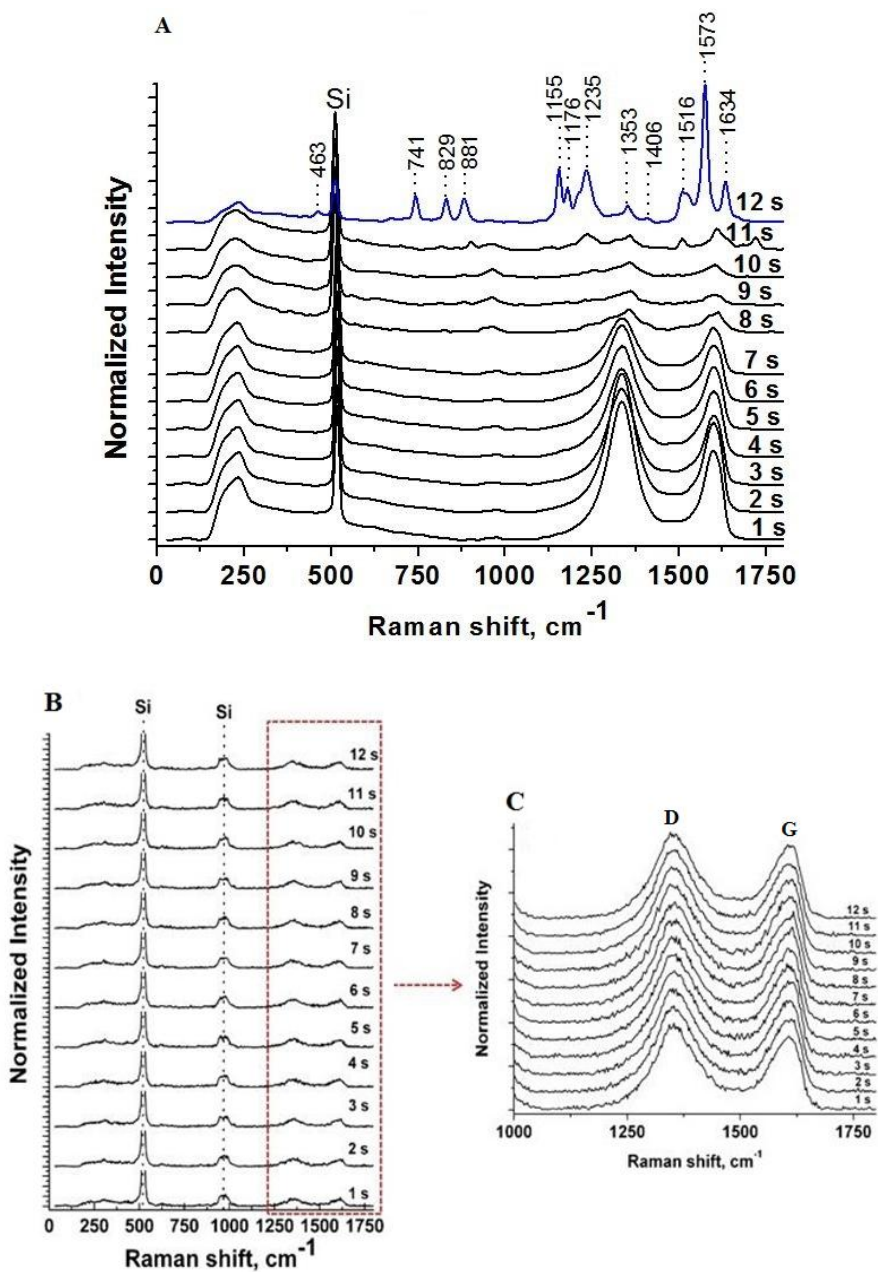 A
Si
463
741
829
881
1155
1176
1235
1353
1406
1516
1573
1634
12 s
11 s
10 s
9 s
8 s
7 s
6 s
5 s
4 s
3 s
2 s
1 s
Normalized Intensity
0 250 500 750 1000 1250 1500 1750
Raman shift, cm-1
B
Si Si
12 s
11 s
10 s
9 s
8 s
7 s
6 s
5 s
4 s
3 s
2 s
1 s
Normalized Intensity
0 250 500 750 1000 1250 1500 1750
Raman shift, cm-1
C
D G
12 s
11 s
10 s
9 s
8 s
7 s
6 s
5 s
4 s
3 s
2 s
1 s
Normalized Intensity
1000 1250 1500 1750
Raman shift, cm-1